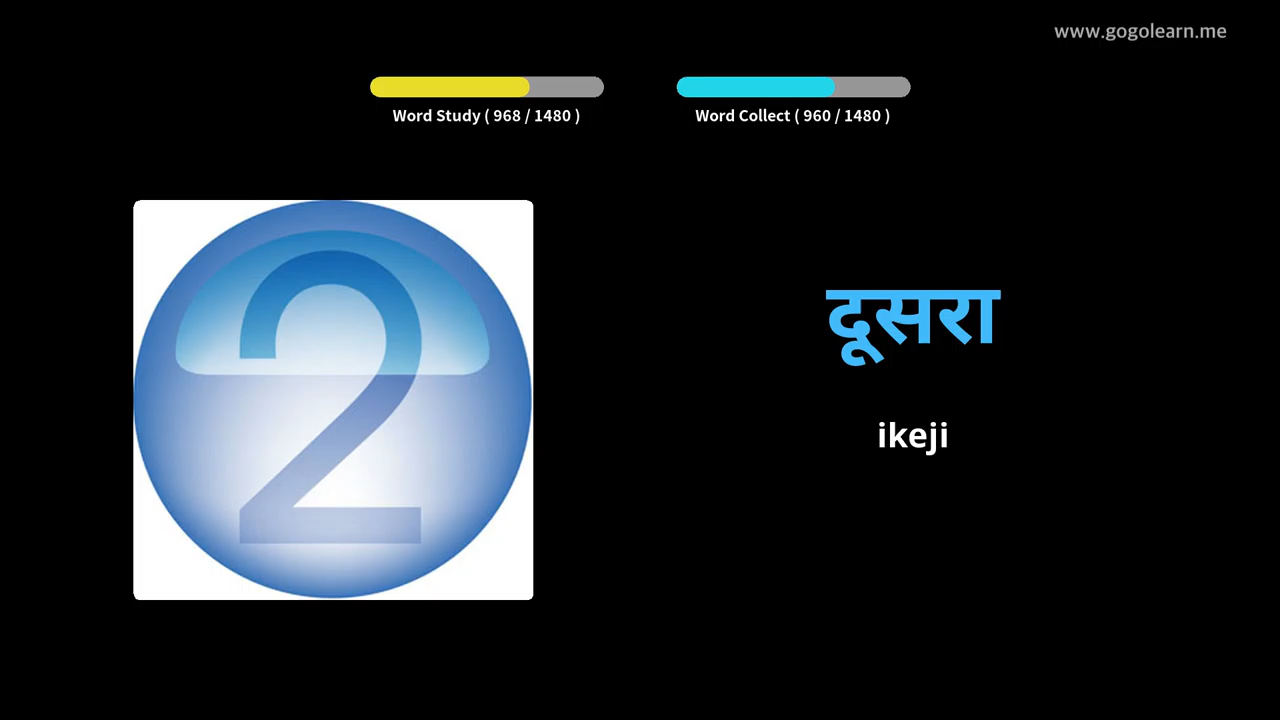 www.gogolearn.me
Word Study ( 968 / 1480 )
Word Collect ( 960 / 1480 )
2
दूसरा
ikeji